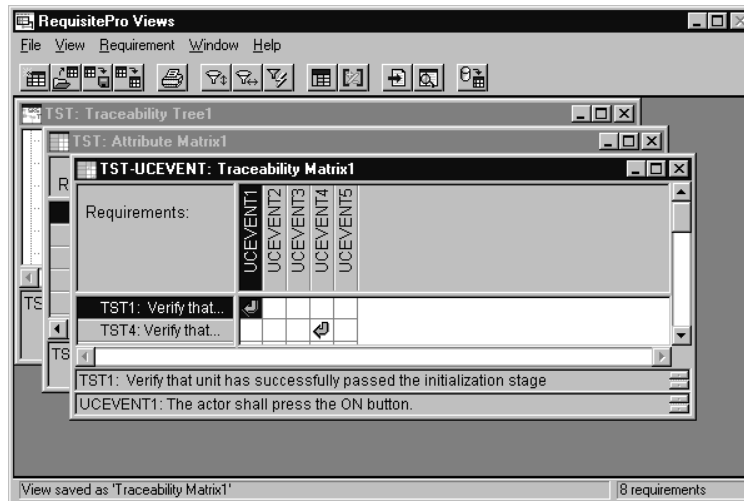 RequisitePro Views
File View Requirement Window Help
TST: Traceability Tree1
TST: Attribute Matrix1
TST-UCEVENT: Traceability Matrix1
R
Requirements:
UCEVENT1
UCEVENT2
UCEVENT3
UCEVENT4
UCEVENT5
TST1: Verify that...
TST4: Verify that...
TS
TS
TST1: Verify that unit has successfully passed the initialization stage
UCEVENT1: The actor shall press the ON button.
View saved as 'Traceability Matrix1'
8 requirements